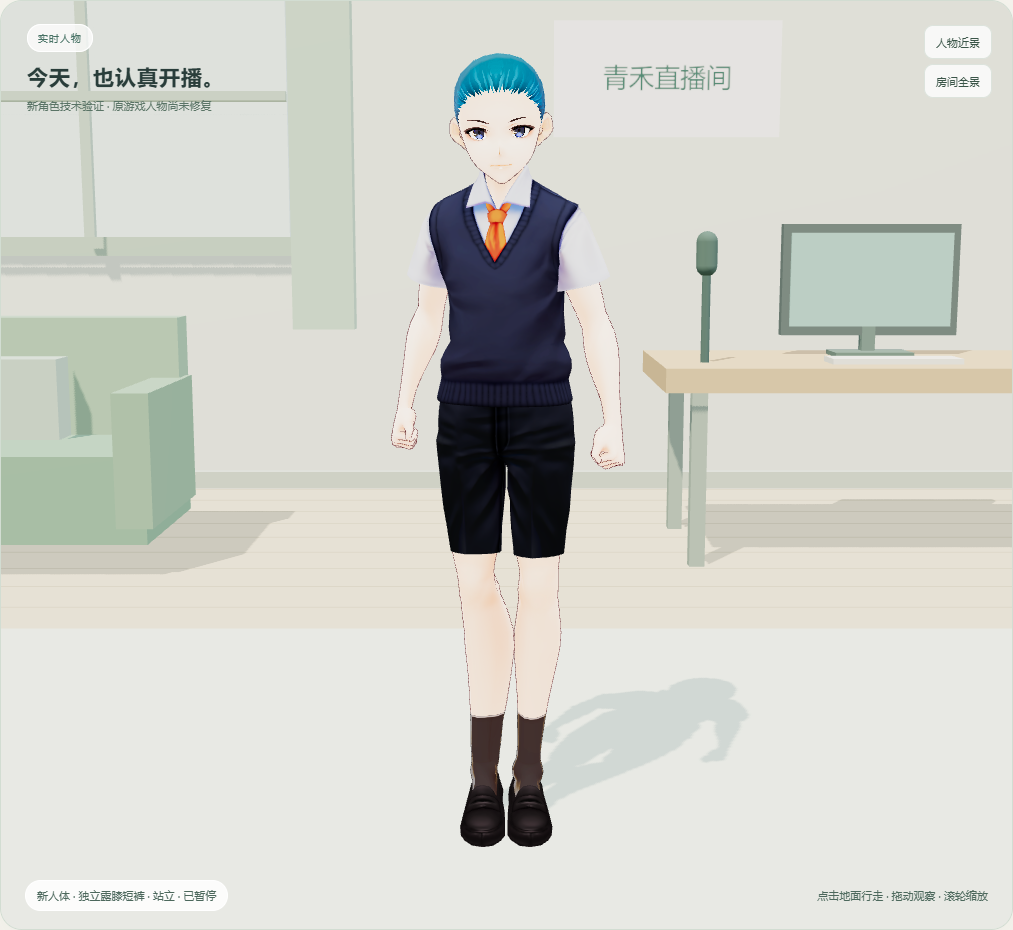 实时人物
今天，也认真开播。
新角色技术验证 · 原游戏人物尚未修复
青禾直播间
人物近景
房间全景
新人体 · 独立露膝短裤 · 站立 · 已暂停
点击地面行走 · 拖动观察 · 滚轮缩放